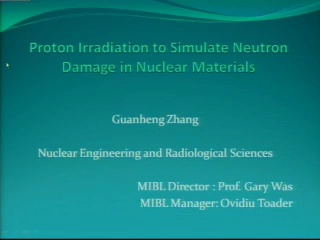 Proton Irradiation to Simulate Neutron
Damage in Nuclear Materials
Guanheng Zhang
Nuclear Engineering and Radiological Sciences
MIBL Director : Prof. Gary Was
MIBL Manager: Ovidiu Toader